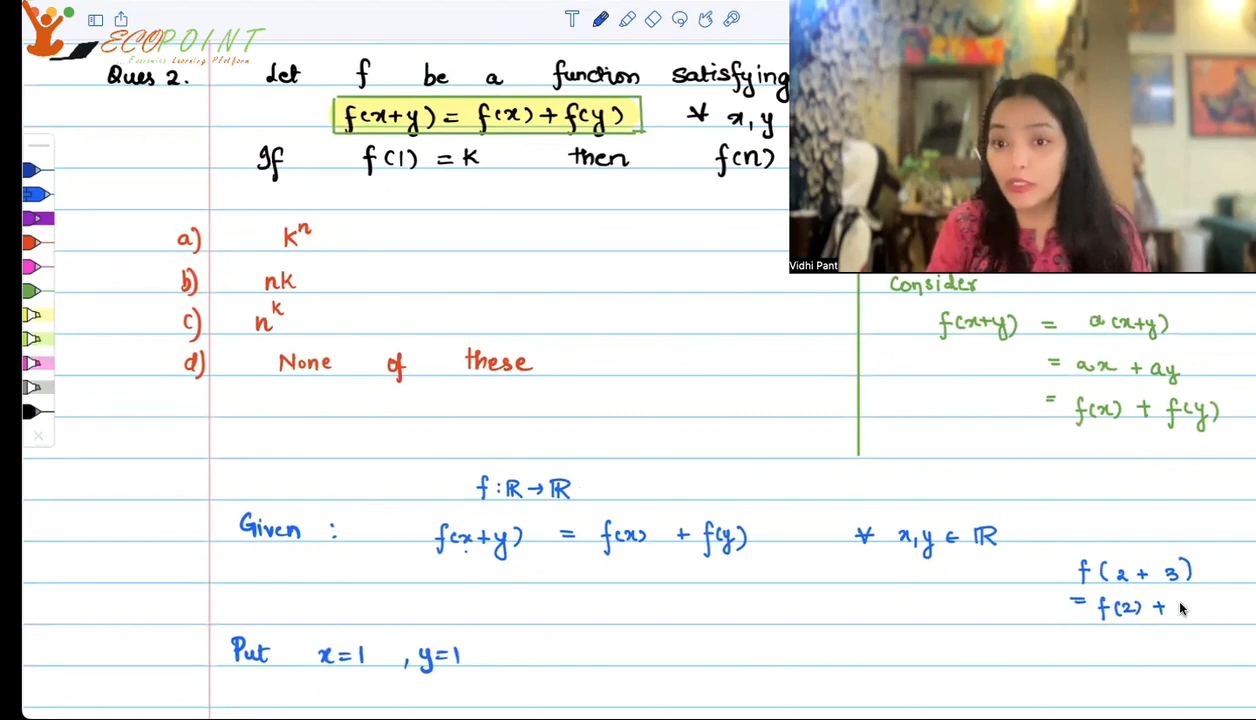 ECOPOINT
Economics Learning Platform
Ques 2. Let f be a function satisfying
f(x+y) = f(x) + f(y) ∀ x, y
If f(1) = K then f(n)
a) K^n
b) nK
c) n^K
d) None of these
Vidhi Pant
Consider
f(x+y) = a(x+y)
= ax + ay
= f(x) + f(y)
f : ℝ → ℝ
Given : f(x+y) = f(x) + f(y) ∀ x, y ∈ ℝ
f(2 + 3)
= f(2) +
Put x=1 , y=1